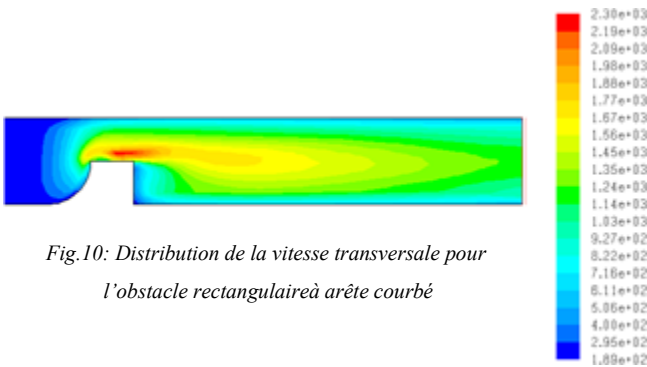 2.30e+03
2.19e+03
2.09e+03
1.98e+03
1.88e+03
1.77e+03
1.67e+03
1.56e+03
1.45e+03
1.35e+03
1.24e+03
1.14e+03
1.03e+03
9.27e+02
8.22e+02
7.16e+02
6.11e+02
5.06e+02
4.00e+02
2.95e+02
1.89e+02
Fig.10: Distribution de la vitesse transversale pour
l'obstacle rectangulaireà arête courbé